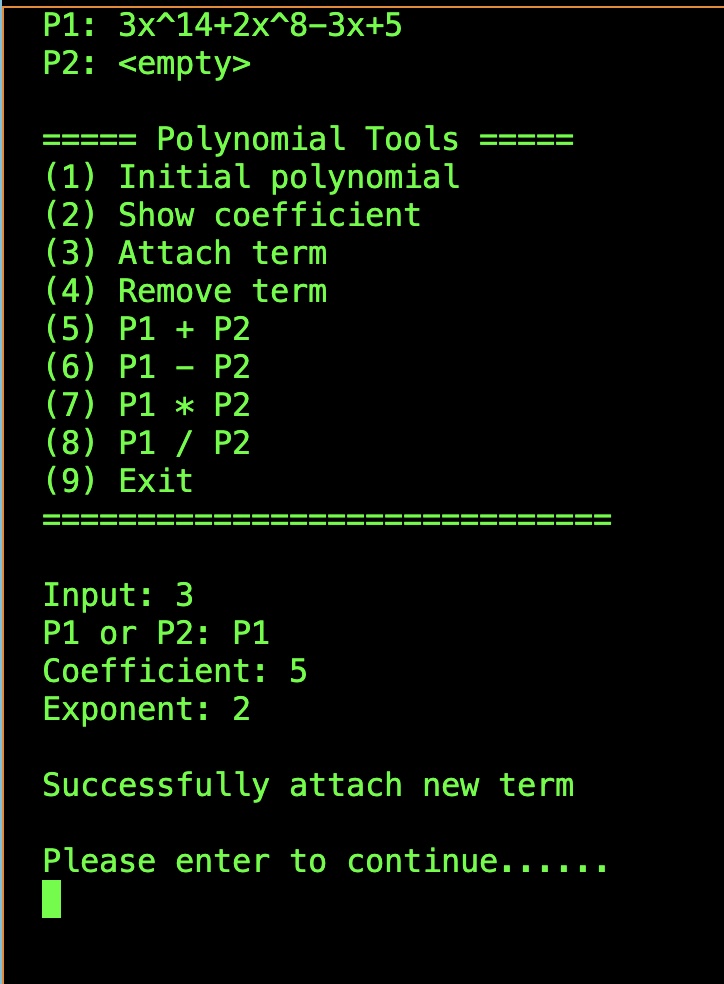 P1: 3x^14+2x^8-3x+5
P2: <empty>
===== Polynomial Tools =====
(1) Initial polynomial
(2) Show coefficient
(3) Attach term
(4) Remove term
(5) P1 + P2
(6) P1 - P2
(7) P1 * P2
(8) P1 / P2
(9) Exit
==============================
Input: 3
P1 or P2: P1
Coefficient: 5
Exponent: 2
Successfully attach new term
Please enter to continue......